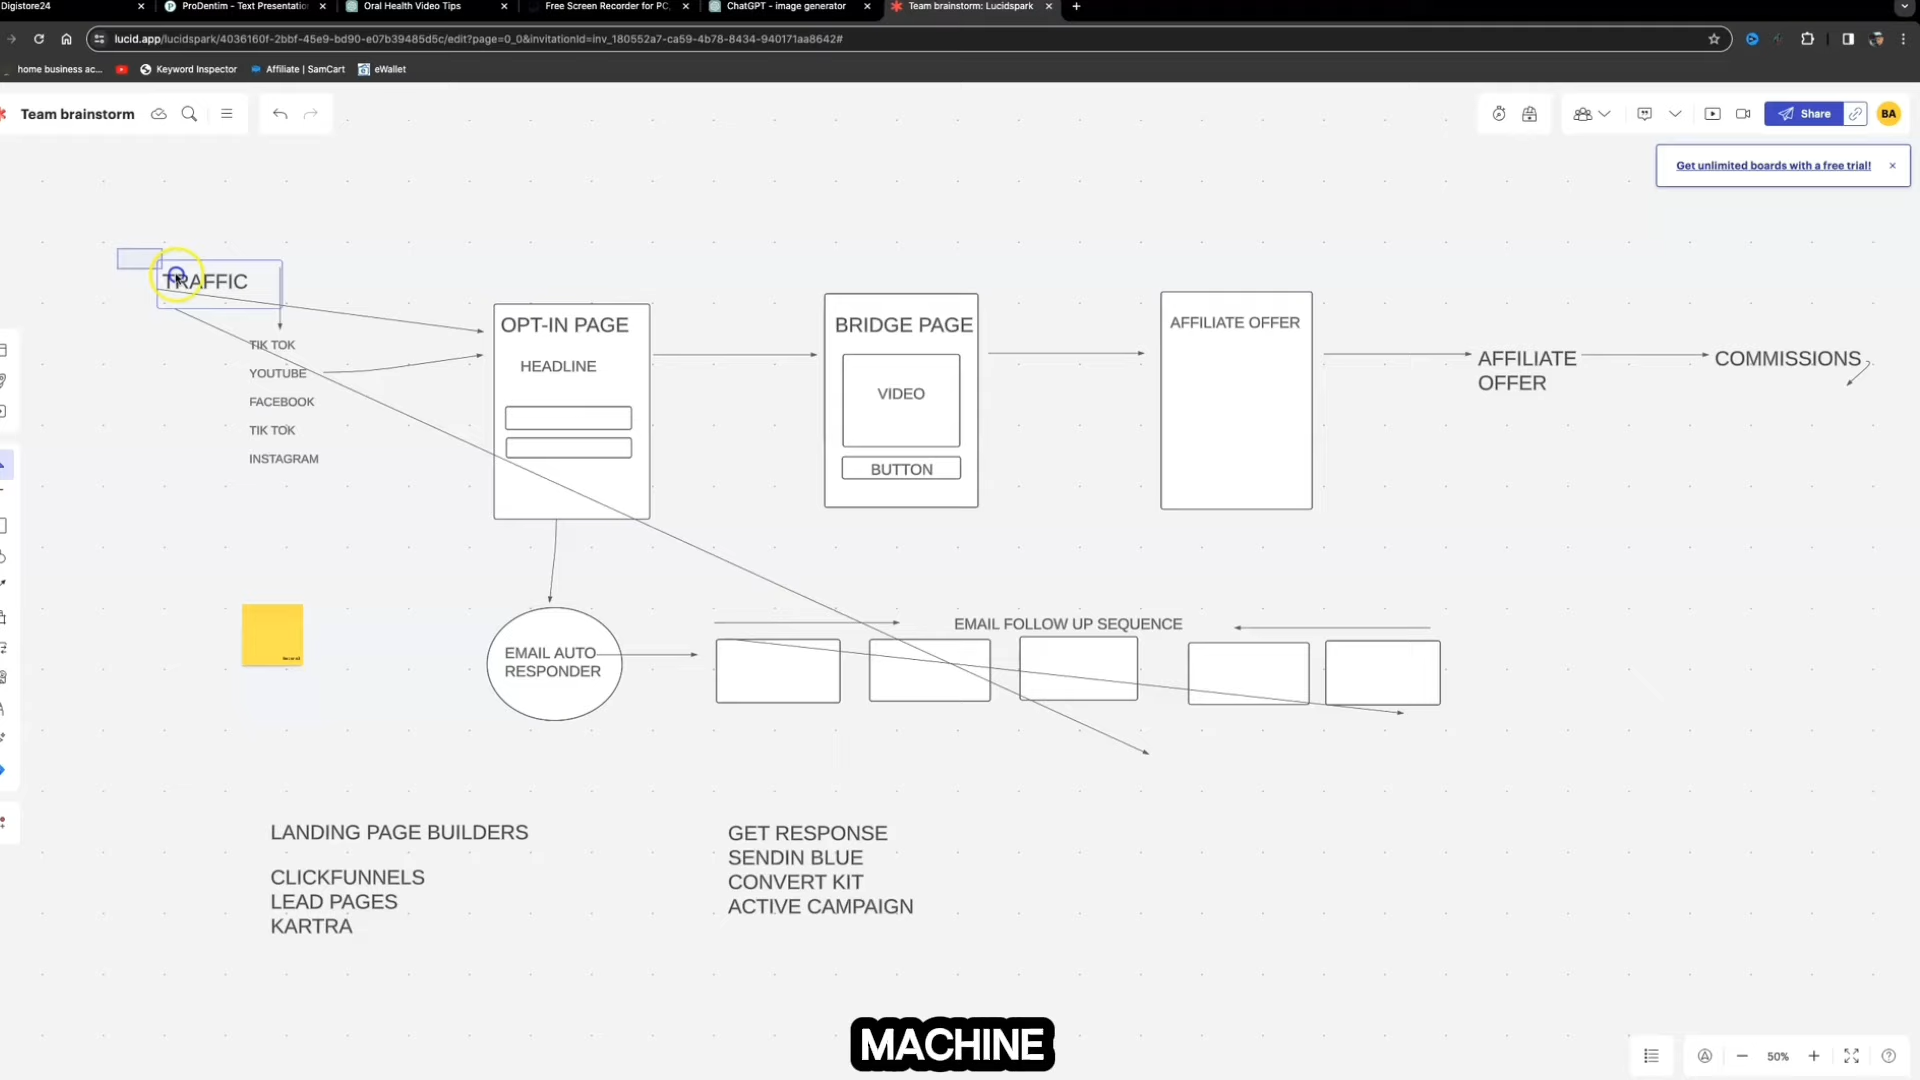 Digistore24
ProDentim - Text Presentation
Oral Health Video Tips
Free Screen Recorder for PC,
ChatGPT - image generator
Team brainstorm: Lucidspark
lucid.app/lucidspark/4036160f-2bbf-45e9-bd90-e07b39485d5c/edit?page=0_0&invitationId=inv_180552a7-ca59-4b78-8434-940171aa8642#
home business ac...
Keyword Inspector
Affiliate | SamCart
eWallet
Team brainstorm
Share
BA
Get unlimited boards with a free trial!
TRAFFIC
TIK TOK
YOUTUBE
FACEBOOK
TIK TOK
INSTAGRAM
OPT-IN PAGE
HEADLINE
BRIDGE PAGE
VIDEO
BUTTON
AFFILIATE OFFER
AFFILIATE
OFFER
COMMISSIONS
EMAIL AUTO
RESPONDER
EMAIL FOLLOW UP SEQUENCE
LANDING PAGE BUILDERS
CLICKFUNNELS
LEAD PAGES
KARTRA
GET RESPONSE
SENDIN BLUE
CONVERT KIT
ACTIVE CAMPAIGN
MACHINE
50%